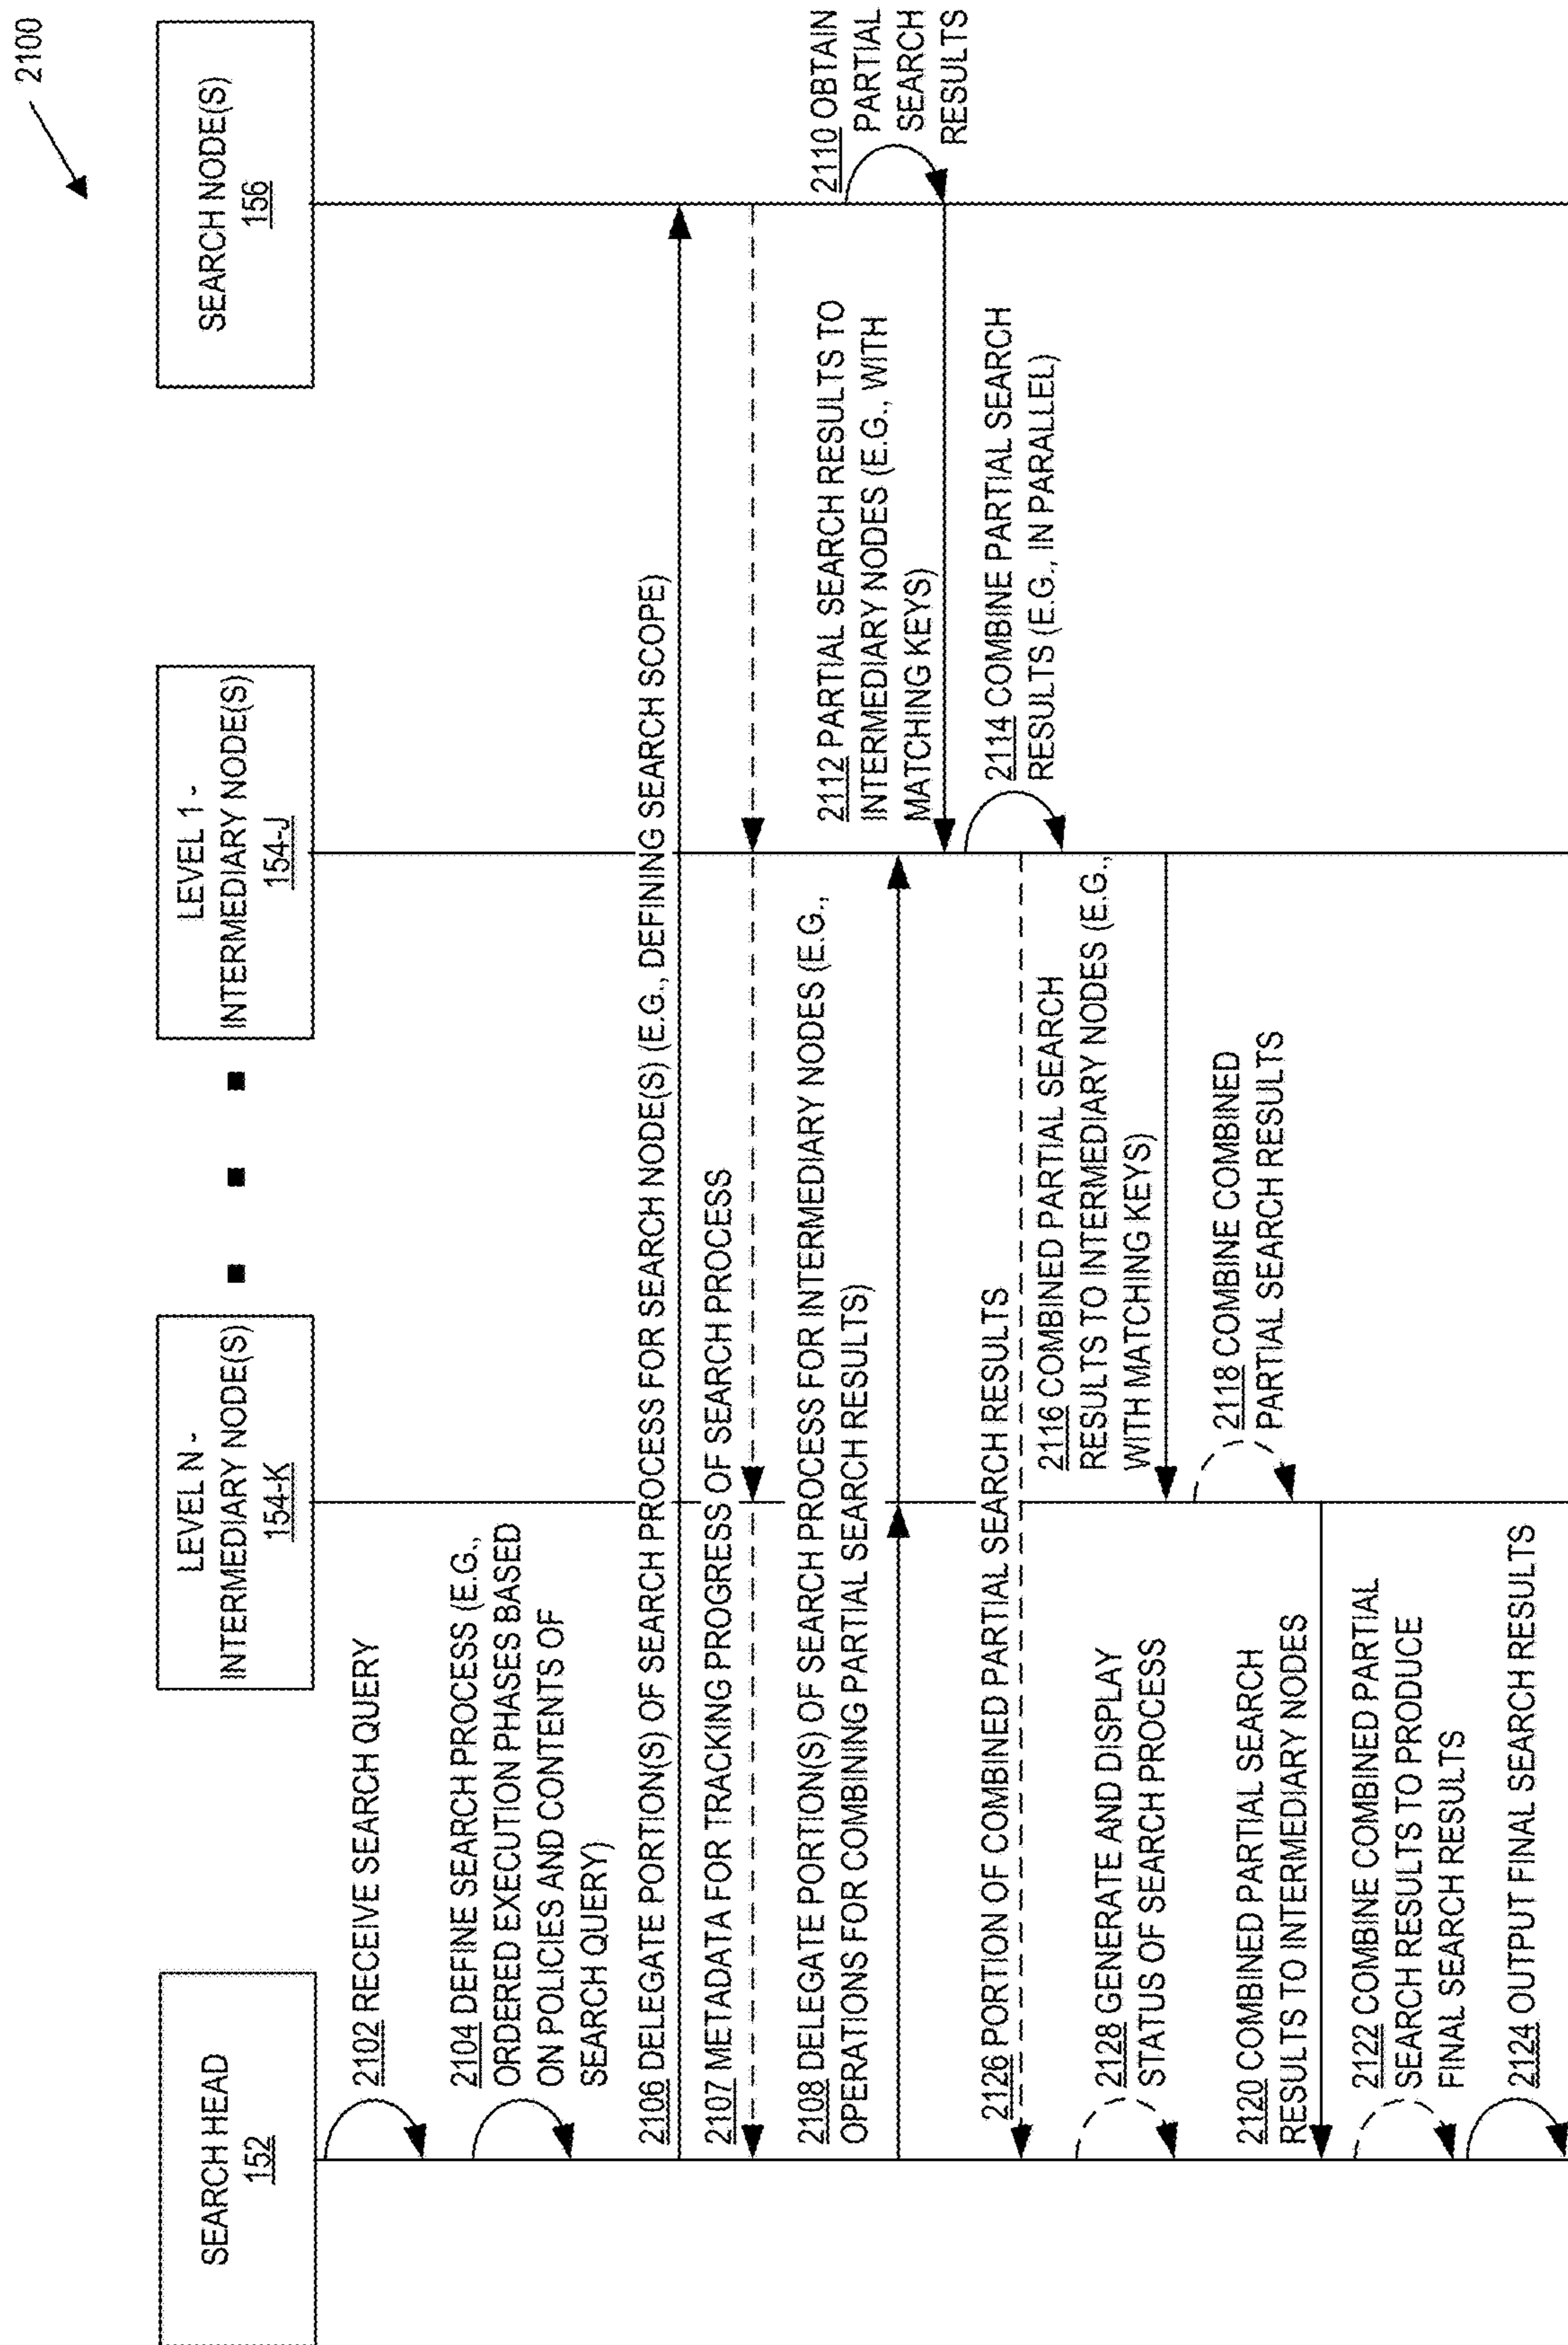 2100
SEARCH HEAD
152
LEVEL N -
INTERMEDIARY NODE(S)
154-K
LEVEL 1 -
INTERMEDIARY NODE(S)
154-J
SEARCH NODE(S)
156
2102 RECEIVE SEARCH QUERY
2104 DEFINE SEARCH PROCESS (E.G.,
ORDERED EXECUTION PHASES BASED
ON POLICIES AND CONTENTS OF
SEARCH QUERY)
2106 DELEGATE PORTION(S) OF SEARCH PROCESS FOR SEARCH NODE(S) (E.G., DEFINING SEARCH SCOPE)
2107 METADATA FOR TRACKING PROGRESS OF SEARCH PROCESS
2108 DELEGATE PORTION(S) OF SEARCH PROCESS FOR INTERMEDIARY NODES (E.G.,
OPERATIONS FOR COMBINING PARTIAL SEARCH RESULTS)
2110 OBTAIN
PARTIAL
SEARCH
RESULTS
2112 PARTIAL SEARCH RESULTS TO
INTERMEDIARY NODES (E.G., WITH
MATCHING KEYS)
2114 COMBINE PARTIAL SEARCH
RESULTS (E.G., IN PARALLEL)
2126 PORTION OF COMBINED PARTIAL SEARCH RESULTS
2116 COMBINED PARTIAL SEARCH
RESULTS TO INTERMEDIARY NODES (E.G.,
WITH MATCHING KEYS)
2128 GENERATE AND DISPLAY
STATUS OF SEARCH PROCESS
2118 COMBINE COMBINED
PARTIAL SEARCH RESULTS
2120 COMBINED PARTIAL SEARCH
RESULTS TO INTERMEDIARY NODES
2122 COMBINE COMBINED PARTIAL
SEARCH RESULTS TO PRODUCE
FINAL SEARCH RESULTS
2124 OUTPUT FINAL SEARCH RESULTS